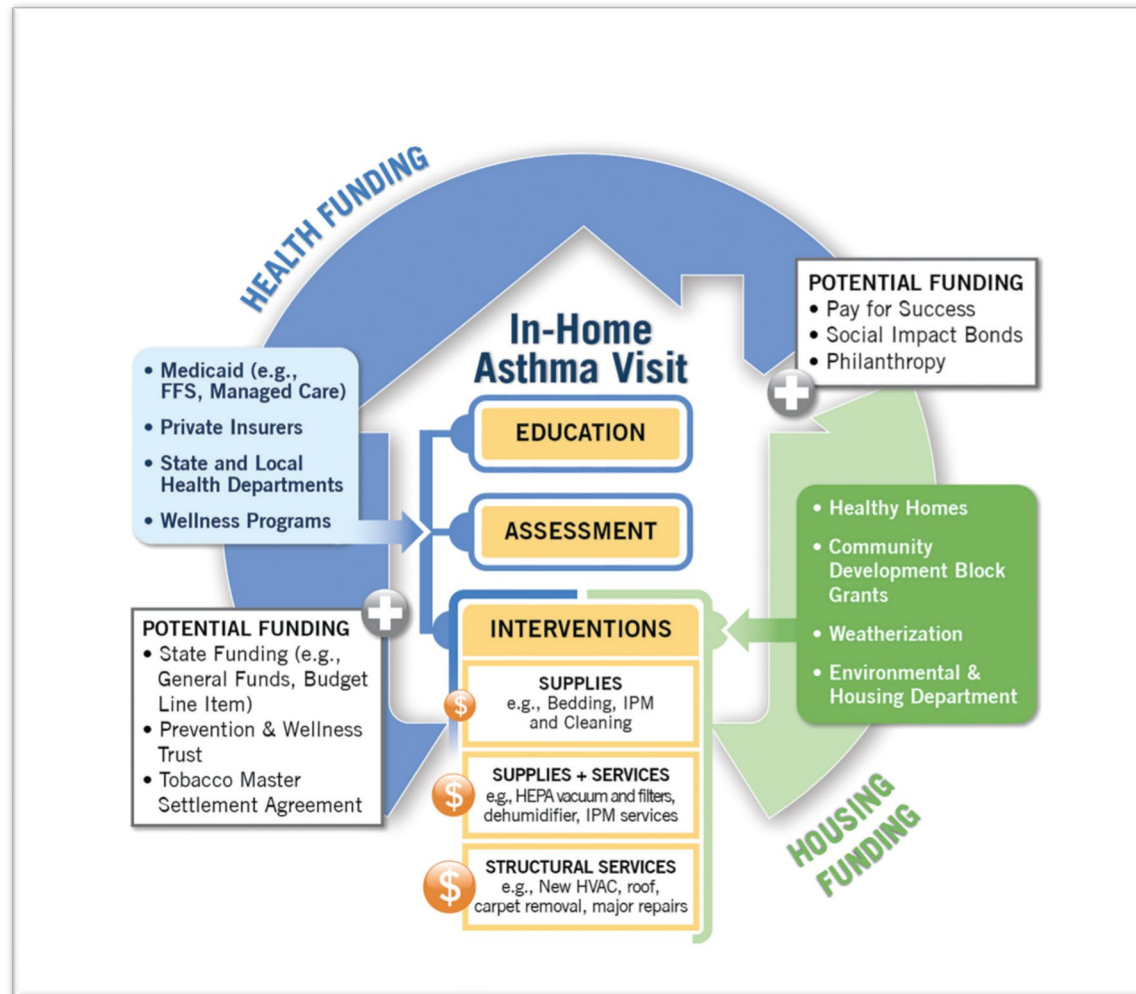 HEALTH FUNDING
In-Home
Asthma Visit
• Medicaid (e.g.,
FFS, Managed Care)
• Private Insurers
• State and Local
Health Departments
• Wellness Programs
POTENTIAL FUNDING
• State Funding (e.g.,
General Funds, Budget
Line Item)
• Prevention & Wellness
Trust
• Tobacco Master
Settlement Agreement
EDUCATION
ASSESSMENT
INTERVENTIONS
SUPPLIES
e.g., Bedding, IPM
and Cleaning
$
SUPPLIES + SERVICES
e.g., HEPA vacuum and filters,
dehumidifier, IPM services
$
STRUCTURAL SERVICES
e.g., New HVAC, roof,
carpet removal, major repairs
$
POTENTIAL FUNDING
• Pay for Success
• Social Impact Bonds
• Philanthropy
• Healthy Homes
• Community
Development Block
Grants
• Weatherization
• Environmental &
Housing Department
HOUSING
FUNDING